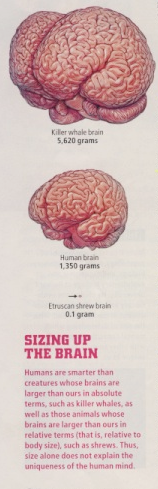 Killer whale brain
5,620 grams
Human brain
1,350 grams
Etruscan shrew brain
0.1 gram
SIZING UP
THE BRAIN
Humans are smarter than
creatures whose brains are
larger than ours in absolute
terms, such as killer whales, as
well as those animals whose
brains are larger than ours in
relative terms (that is, relative to
body size), such as shrews. Thus,
size alone does not explain the
uniqueness of the human mind.